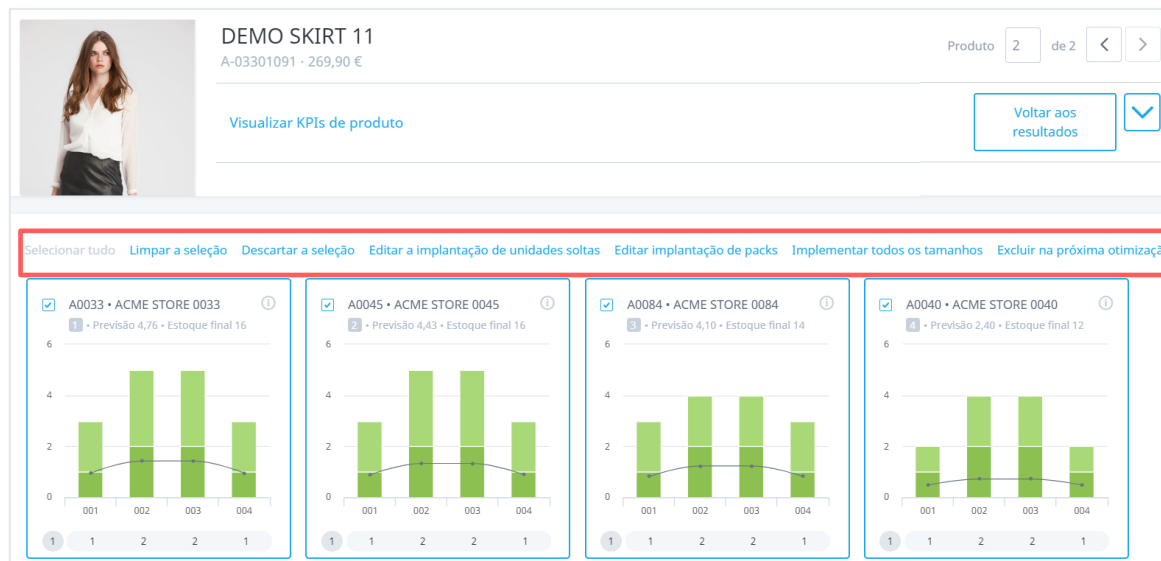 DEMO SKIRT 11
A-03301091 · 269,90 €
Produto 2 de 2
Visualizar KPIs de produto
Voltar aos
resultados
Selecionar tudo Limpar a seleção Descartar a seleção Editar a implantação de unidades soltas Editar implantação de packs Implementar todos os tamanhos Excluir na próxima otimizaçã
A0033 • ACME STORE 0033
1 • Previsão 4,76 • Estoque final 16
6
4
2
0
001 002 003 004
1 1 2 2 1
A0045 • ACME STORE 0045
2 • Previsão 4,43 • Estoque final 16
6
4
2
0
001 002 003 004
1 1 2 2 1
A0084 • ACME STORE 0084
3 • Previsão 4,10 • Estoque final 14
6
4
2
0
001 002 003 004
1 1 2 2 1
A0040 • ACME STORE 0040
4 • Previsão 2,40 • Estoque final 12
6
4
2
0
001 002 003 004
1 1 2 2 1